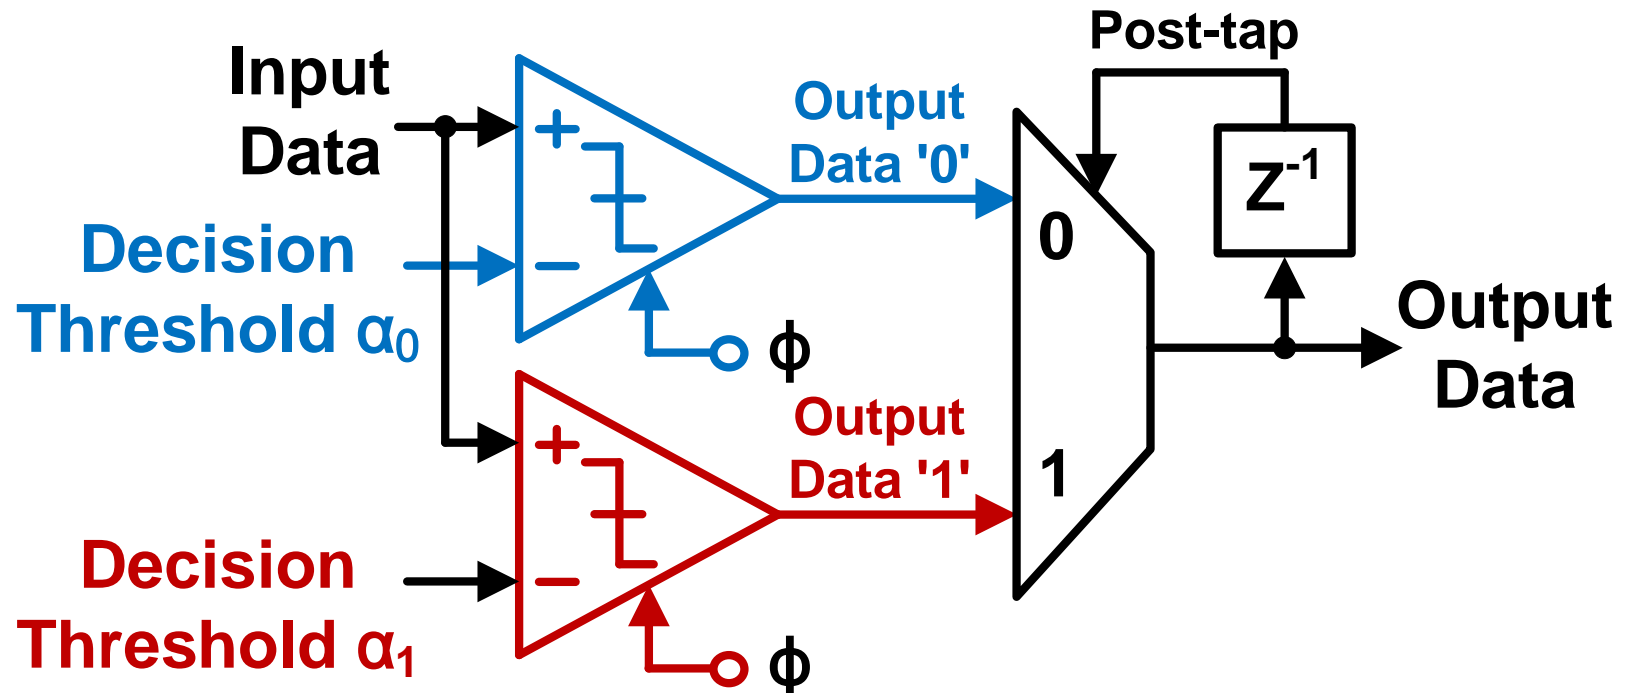 Post-tap
Input
Data
Output
Data '0'
+
−
Z⁻¹
0
Decision
Threshold α₀
ϕ
Output
Data
Output
Data '1'
+
−
1
Decision
Threshold α₁
ϕ